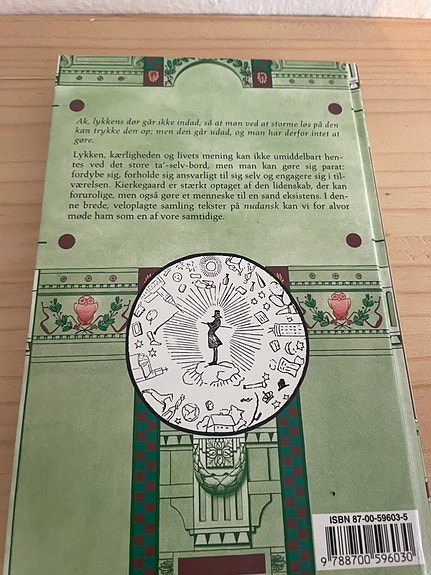 Ak, lykkens dør går ikke indad, så at man ved at storme løs på den
kan trykke den op; men den går udad, og man har derfor intet at
gøre.
Lykken, kærligheden og livets mening kan ikke umiddelbart hen-
tes ved det store ta'-selv-bord, men man kan gøre sig parat:
fordybe sig, forholde sig ansvarligt til sig selv og engagere sig i til-
værelsen. Kierkegaard er stærkt optaget af den lidenskab, der kan
forurolige, men også gøre et menneske til en sand eksistens. I den-
ne brede, veloplagte samling tekster på nudansk kan vi for alvor
møde ham som en af vore samtidige.
ISBN 87-00-59603-5
9 788700 596030